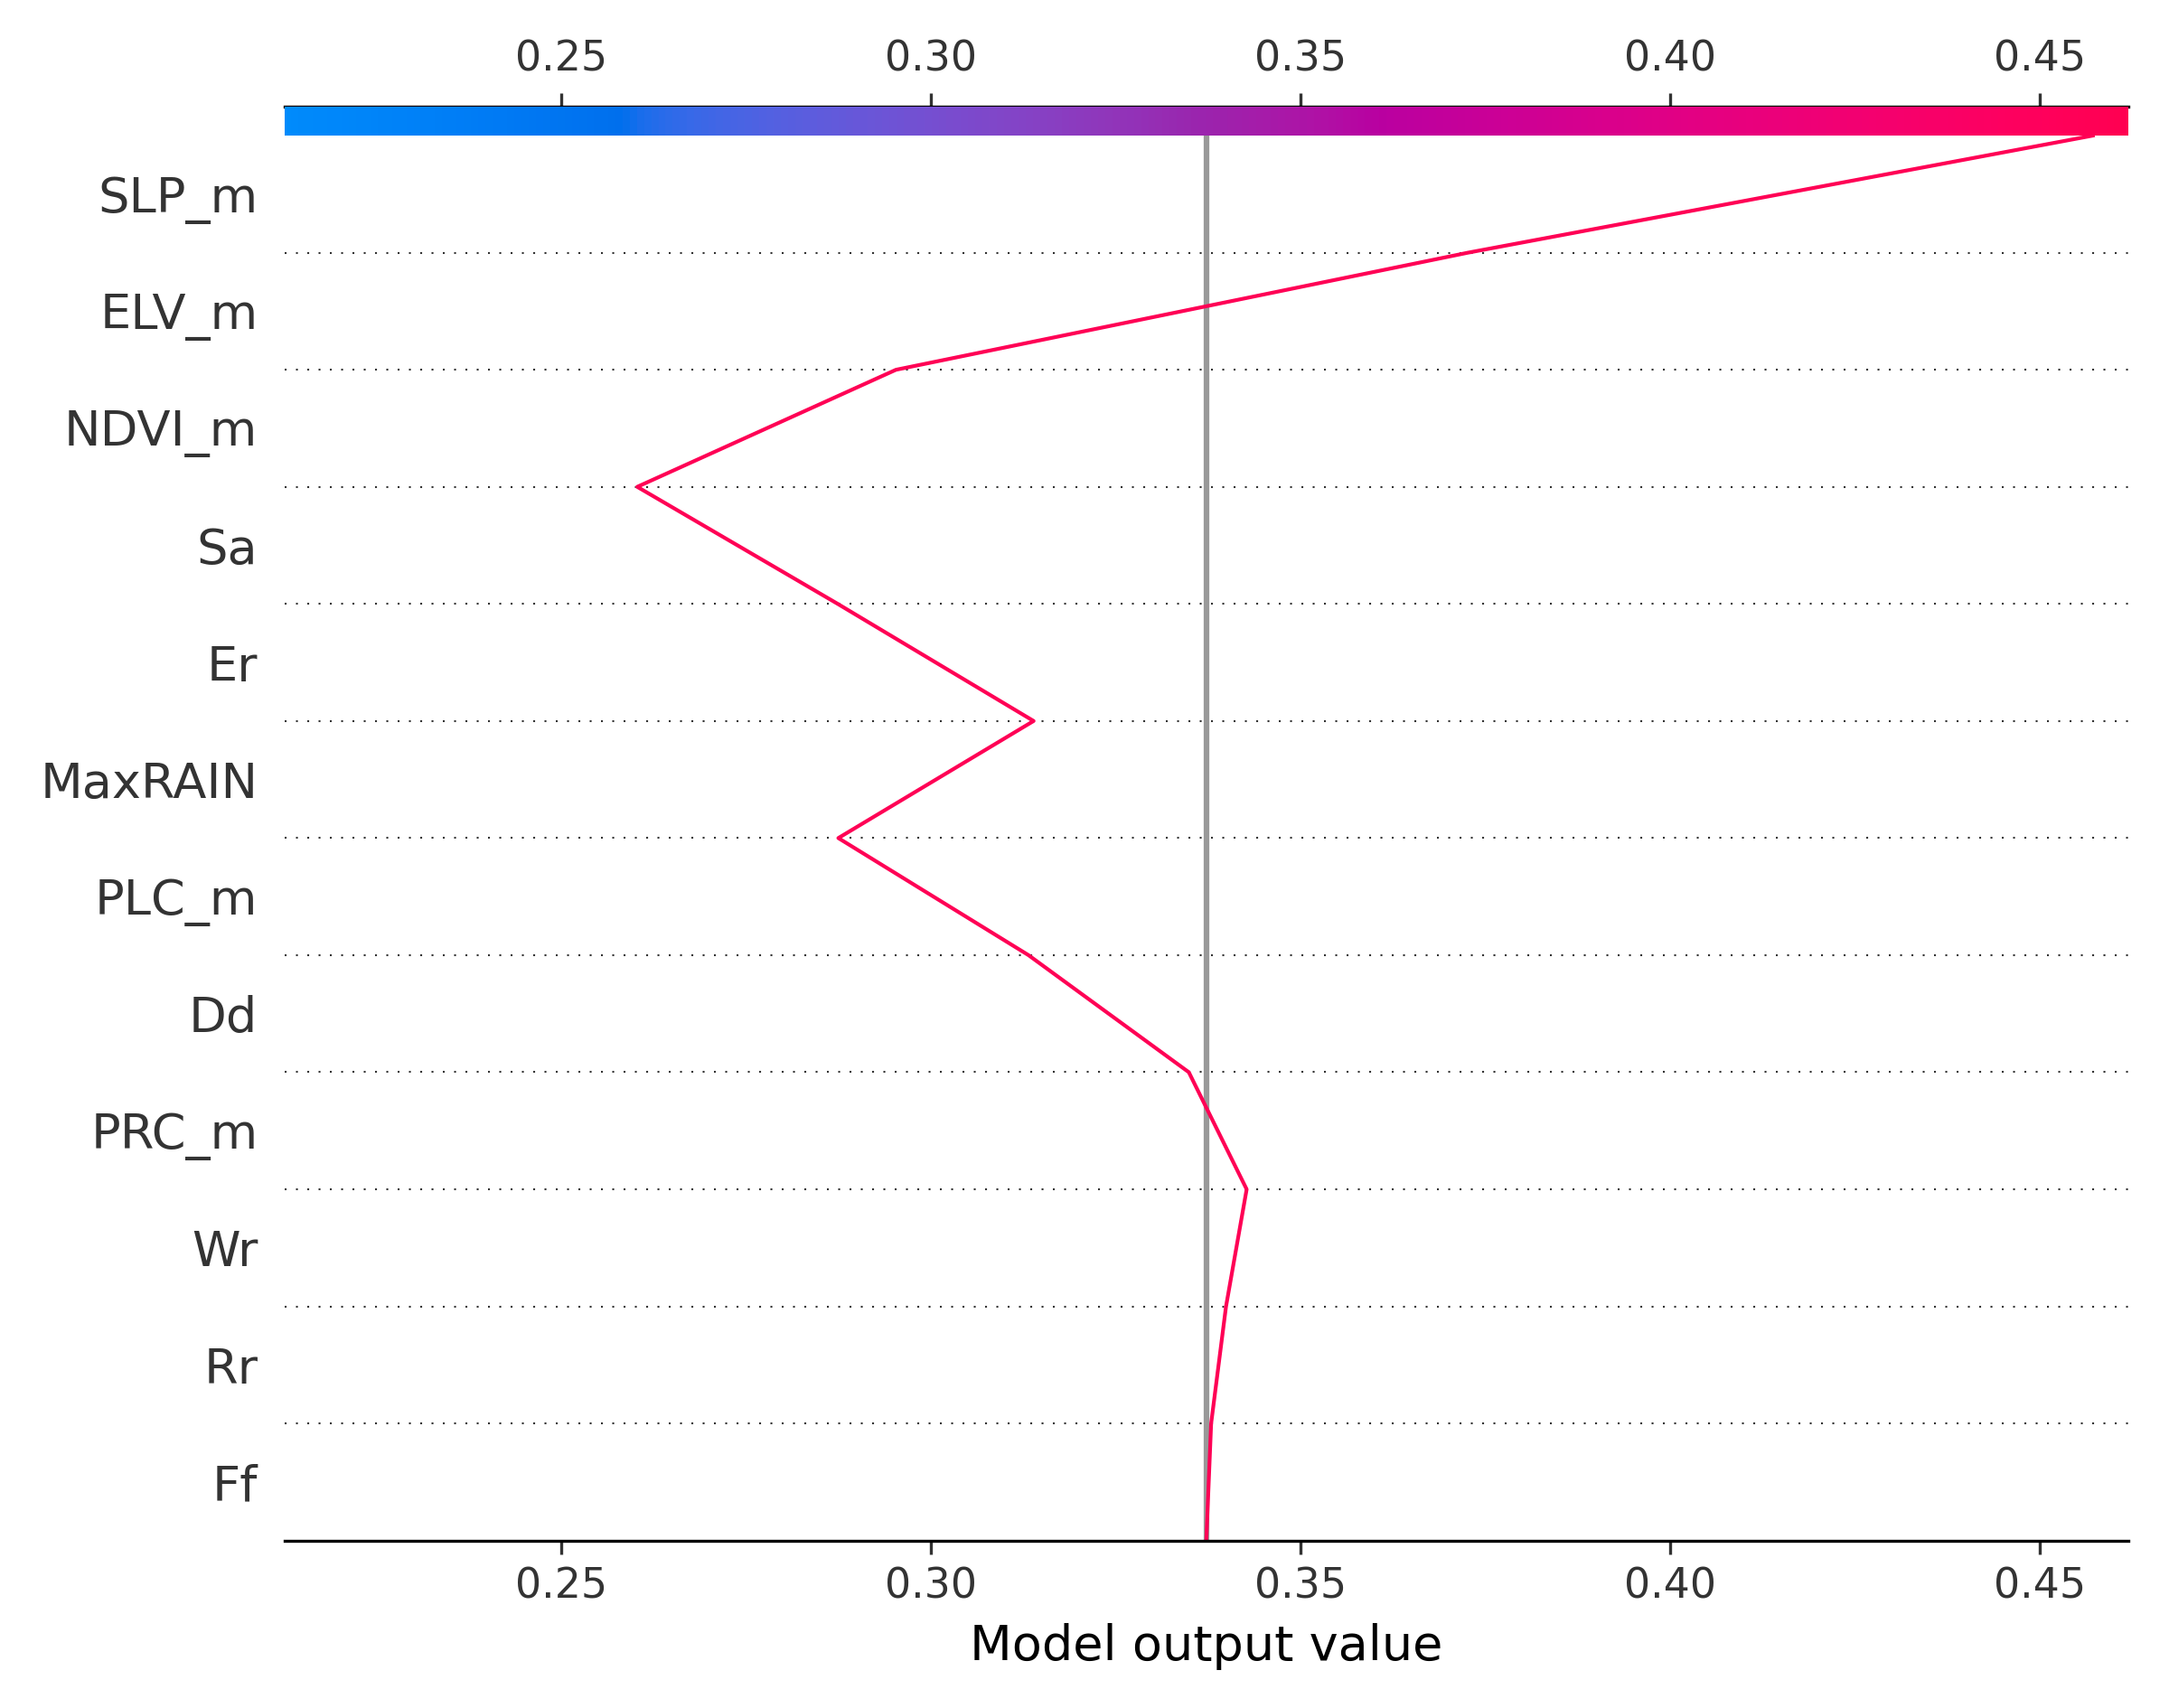 0.25 0.30 0.35 0.40 0.45
SLP_m
ELV_m
NDVI_m
Sa
Er
MaxRAIN
PLC_m
Dd
PRC_m
Wr
Rr
Ff
0.25 0.30 0.35 0.40 0.45
Model output value